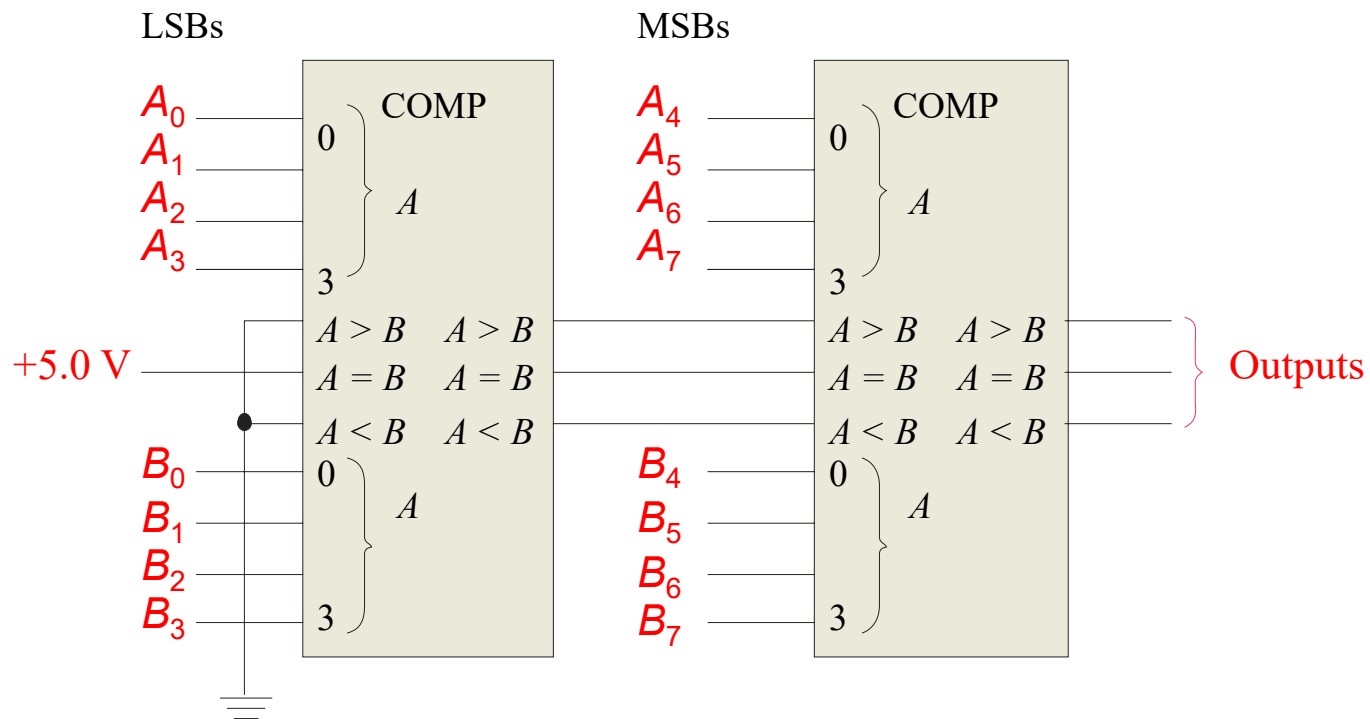 LSBs
MSBs
A0
A1
A2
A3
COMP
0
A
3
A4
A5
A6
A7
COMP
0
A
3
+5.0 V
A > B A > B
A = B A = B
A < B A < B
A > B A > B
A = B A = B
A < B A < B
Outputs
B0
B1
B2
B3
0
A
3
B4
B5
B6
B7
0
A
3